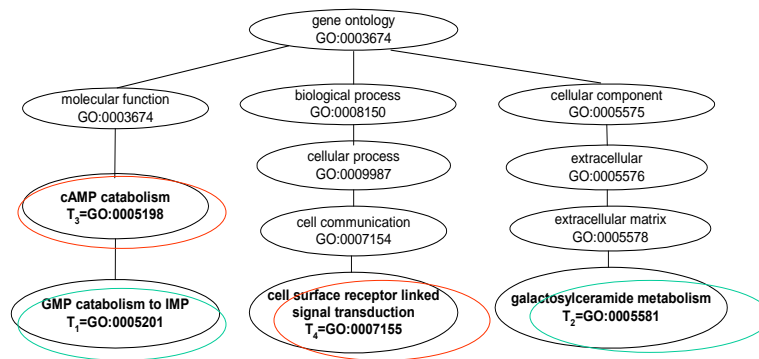 gene ontology
GO:0003674
molecular function
GO:0003674
biological process
GO:0008150
cellular component
GO:0005575
cellular process
GO:0009987
extracellular
GO:0005576
cAMP catabolism
T3=GO:0005198
cell communication
GO:0007154
extracellular matrix
GO:0005578
GMP catabolism to IMP
T1=GO:0005201
cell surface receptor linked
signal transduction
T4=GO:0007155
galactosylceramide metabolism
T2=GO:0005581